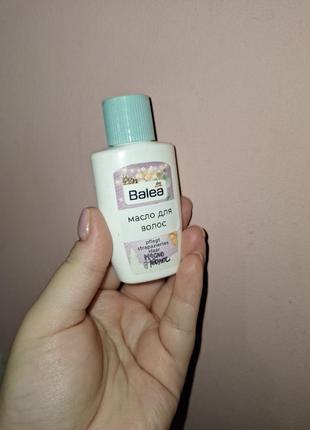 Balea
масло для
волос
pflegt
strapaziertes
Haar